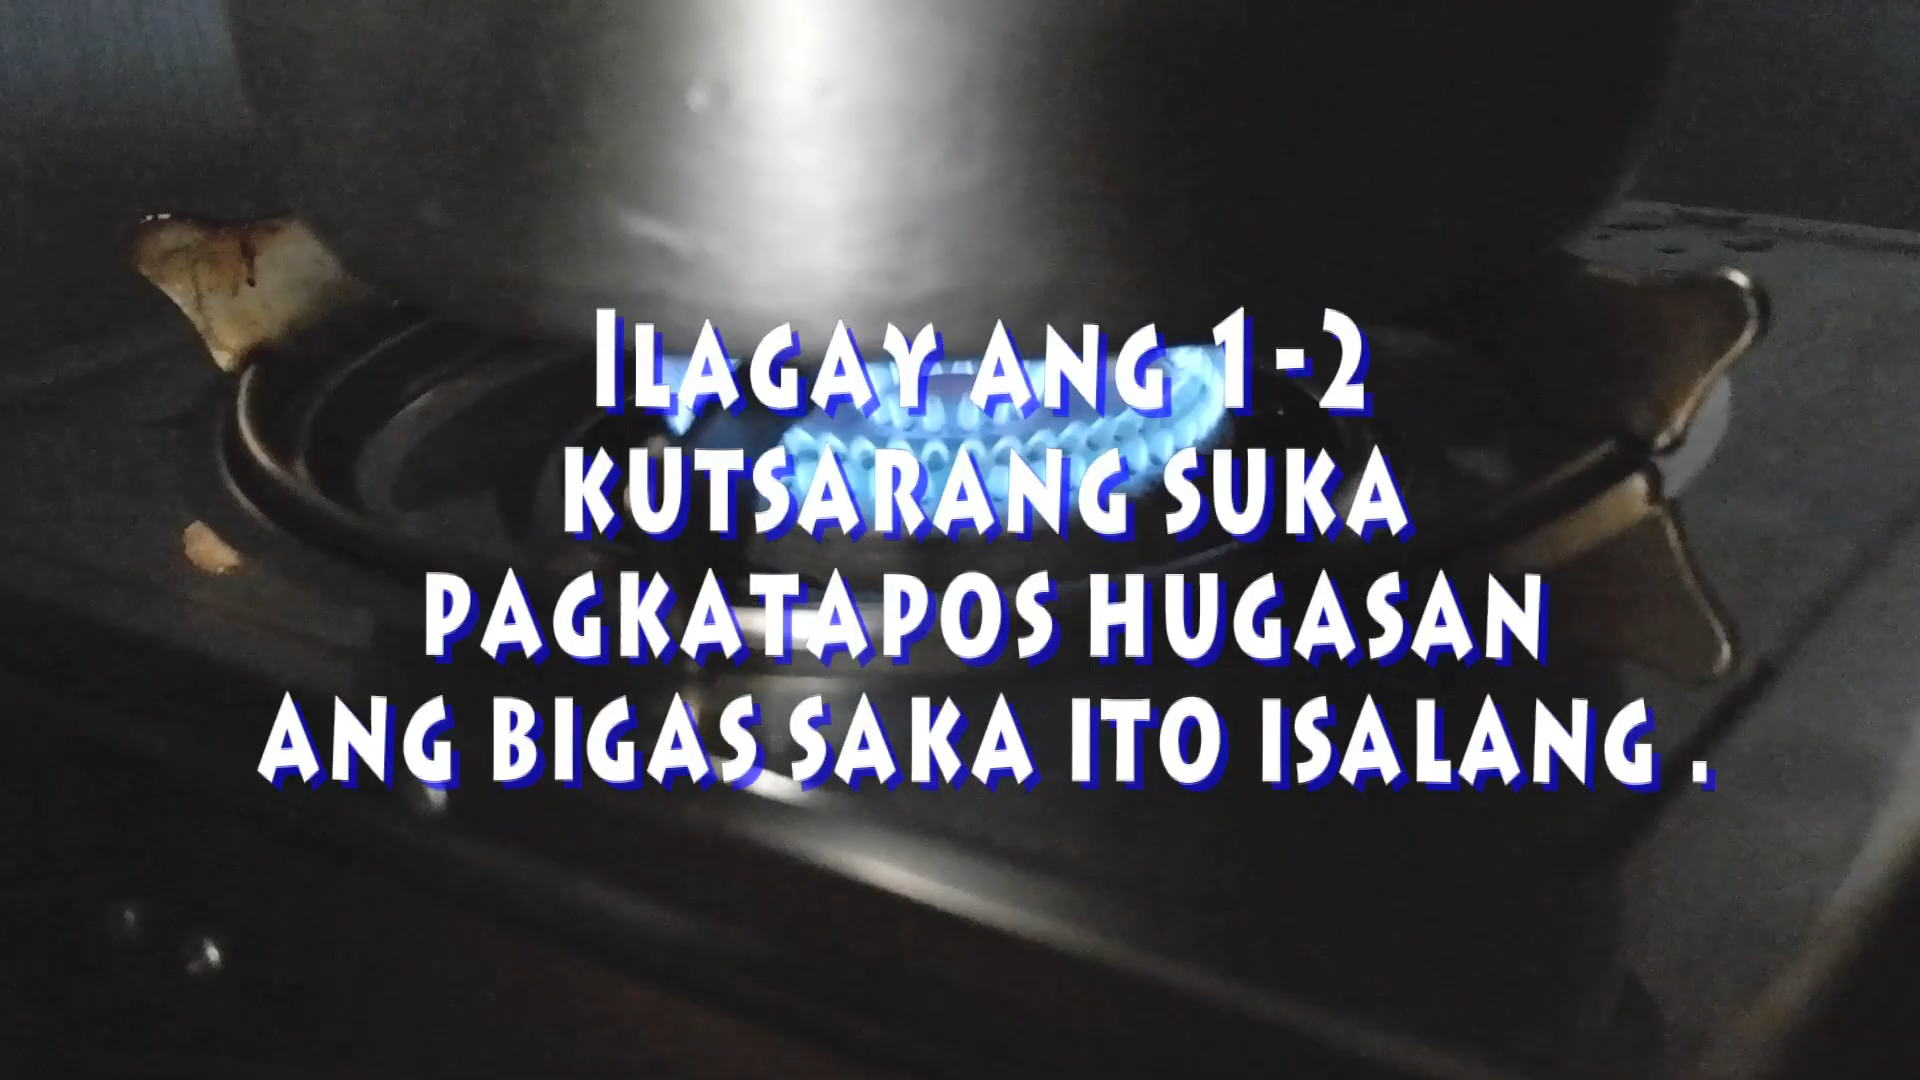 Ilagay ang 1-2
kutsarang suka
pagkatapos hugasan
ang bigas saka ito isalang .